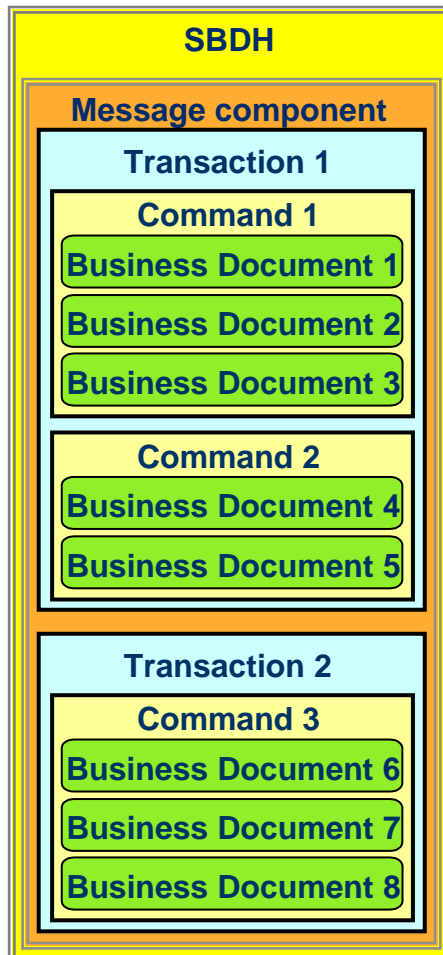 SBDH
Message component
Transaction 1
Command 1
Business Document 1
Business Document 2
Business Document 3
Command 2
Business Document 4
Business Document 5
Transaction 2
Command 3
Business Document 6
Business Document 7
Business Document 8